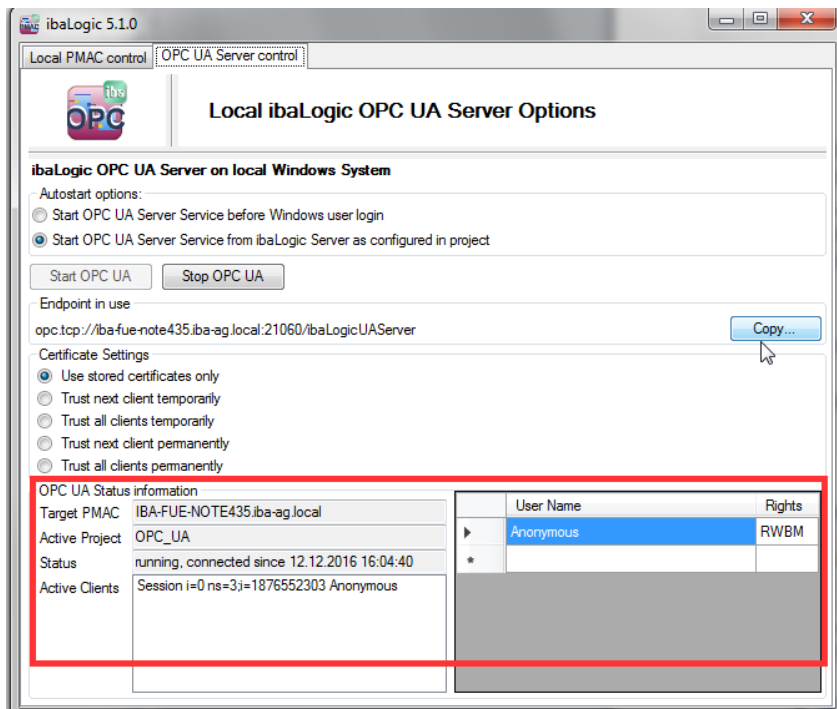 ibaLogic 5.1.0
Local PMAC control
OPC UA Server control
iba
OPC
Local ibaLogic OPC UA Server Options
ibaLogic OPC UA Server on local Windows System
Autostart options:
Start OPC UA Server Service before Windows user login
Start OPC UA Server Service from ibaLogic Server as configured in project
Start OPC UA
Stop OPC UA
Endpoint in use
opc.tcp://iba-fue-note435.iba-ag.local:21060/ibaLogicUAServer
Copy...
Certificate Settings
Use stored certificates only
Trust next client temporarily
Trust all clients temporarily
Trust next client permanently
Trust all clients permanently
OPC UA Status information
Target PMAC IBA-FUE-NOTE435.iba-ag.local
Active Project OPC_UA
Status running, connected since 12.12.2016 16:04:40
Active Clients Session i=0 ns=3;i=1876552303 Anonymous
User Name Rights
Anonymous RWBM
*